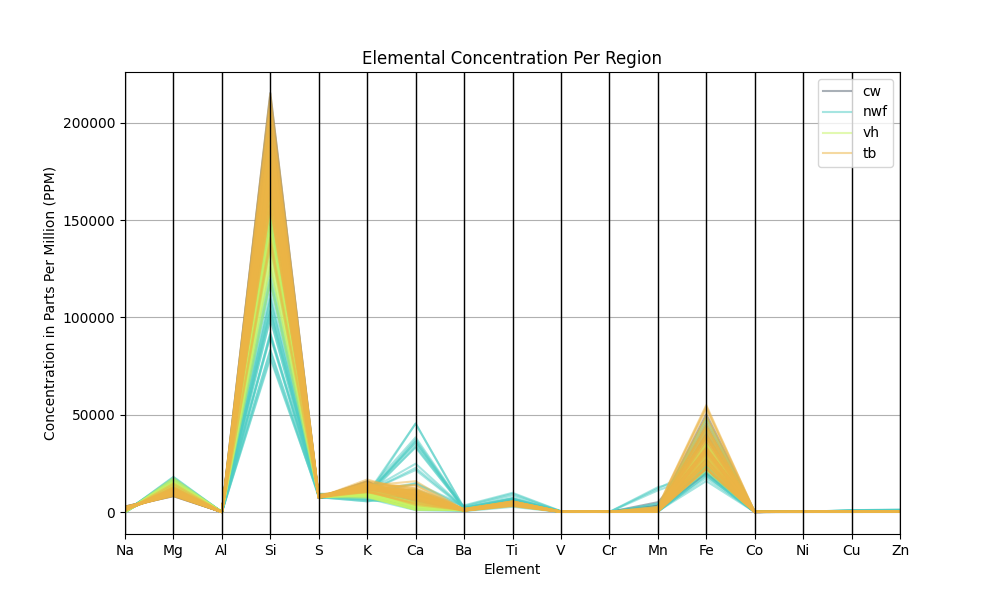 Elemental Concentration Per Region
cw
nwf
vh
tb
Concentration in Parts Per Million (PPM)
200000
150000
100000
50000
0
Na Mg Al Si S K Ca Ba Ti V Cr Mn Fe Co Ni Cu Zn
Element